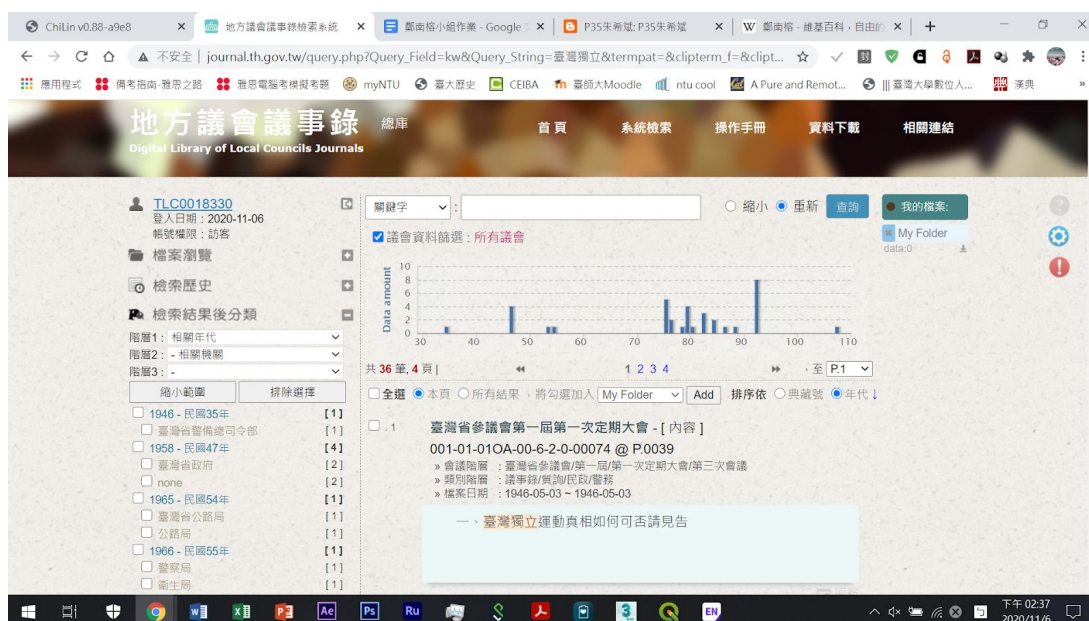 ChiLin v0.88-a9e8
地方議會議事錄檢索系統
鄭南榕小組作業 - Google
P35朱希斌: P35朱希斌
鄭南榕 - 維基百科，自由的
不安全 | journal.th.gov.tw/query.php?Query_Field=kw&Query_String=臺灣獨立&termpat=&clipterm_f=&clipt...
應用程式
備考指南-雅思之路
雅思電腦考模擬考題
myNTU
臺大歷史
CEIBA
臺師大Moodle
ntu cool
A Pure and Remot...
臺灣大學數位人...
漢典
地方議會議事錄 總庫
Digital Library of Local Councils Journals
首頁 系統檢索 操作手冊 資料下載 相關連結
TLC0018330
登入日期：2020-11-06
帳號權限：訪客
檔案瀏覽
檢索歷史
檢索結果後分類
階層1：相關年代
階層2：- 相關機關
階層3：-
縮小範圍 排除選擇
1946 - 民國35年 [1]
臺灣省警備總司令部 [1]
1958 - 民國47年 [4]
臺灣省政府 [2]
none [2]
1965 - 民國54年 [1]
臺灣省公路局 [1]
公路局 [1]
1966 - 民國55年 [1]
警察局 [1]
衛生局 [1]
關鍵字 : 縮小 重新 查詢
議會資料篩選：所有議會
Data amount
10
8
6
4
2
0
30 40 50 60 70 80 90 100 110
共 36 筆, 4 頁 | 1 2 3 4 ，至 P.1
全選 本頁 所有結果，將勾選加入 My Folder Add 排序依 典藏號 年代↓
.1 臺灣省參議會第一屆第一次定期大會 - [ 內容 ]
001-01-01OA-00-6-2-0-00074 @ P.0039
» 會議階層 ：臺灣省參議會/第一屆/第一次定期大會/第三次會議
» 類別階層 ：議事錄/質詢/民政/警務
» 檔案日期 ：1946-05-03 ~ 1946-05-03
一、臺灣獨立運動真相如何可否請見告
我的檔案:
My Folder
data:0
下午 02:37
2020/11/6